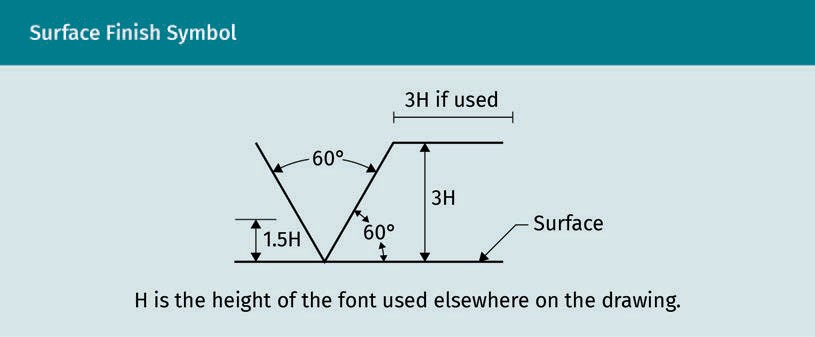 Surface Finish Symbol
3H if used
60°
3H
Surface
1.5H
60°
H is the height of the font used elsewhere on the drawing.